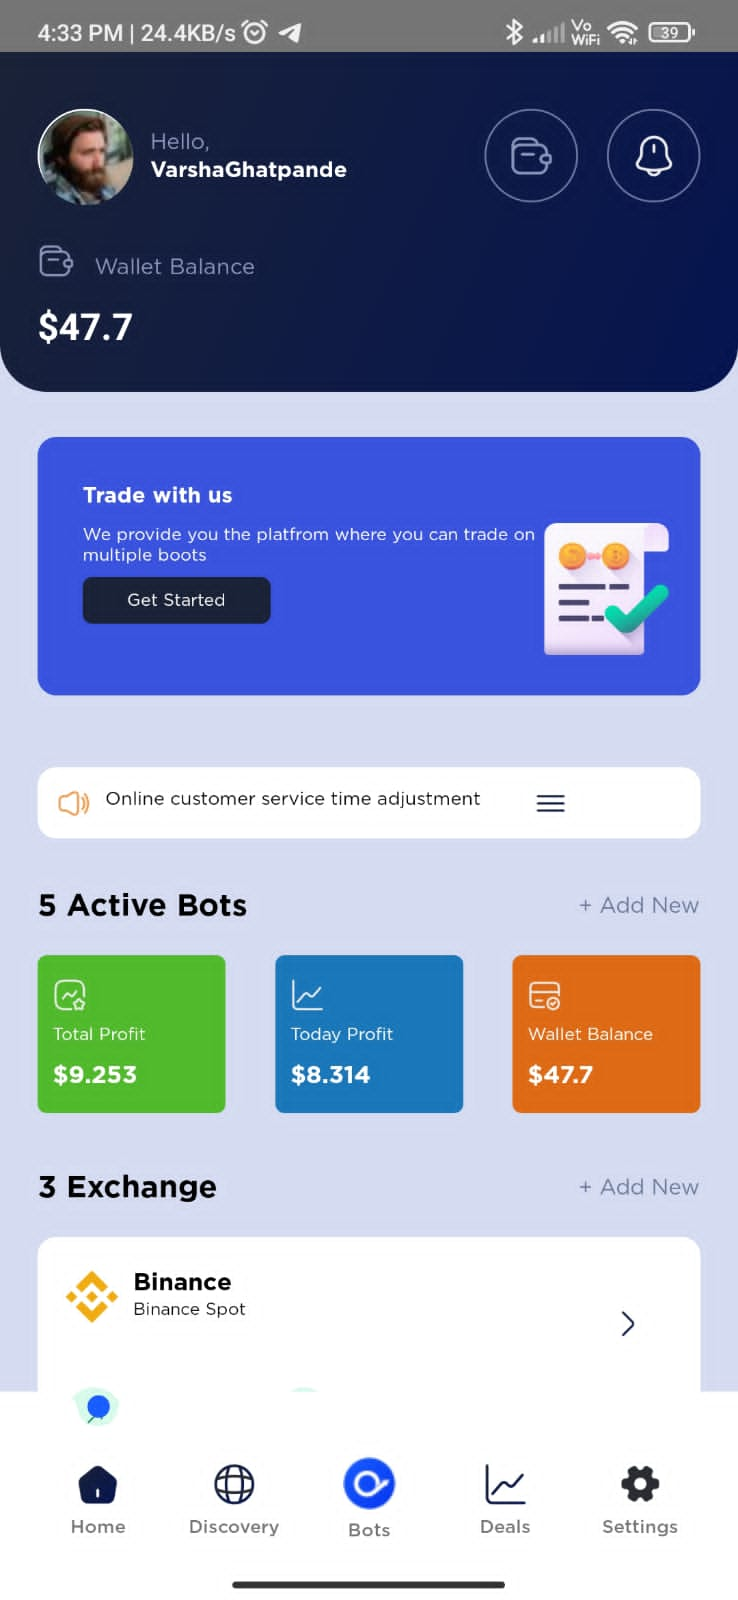 4:33 PM | 24.4KB/s
Vo
WiFi
39
Hello,
VarshaGhatpande
Wallet Balance
$47.7
Trade with us
We provide you the platfrom where you can trade on
multiple boots
Get Started
Online customer service time adjustment
5 Active Bots
+ Add New
Total Profit
$9.253
Today Profit
$8.314
Wallet Balance
$47.7
3 Exchange
+ Add New
Binance
Binance Spot
Home
Discovery
Bots
Deals
Settings